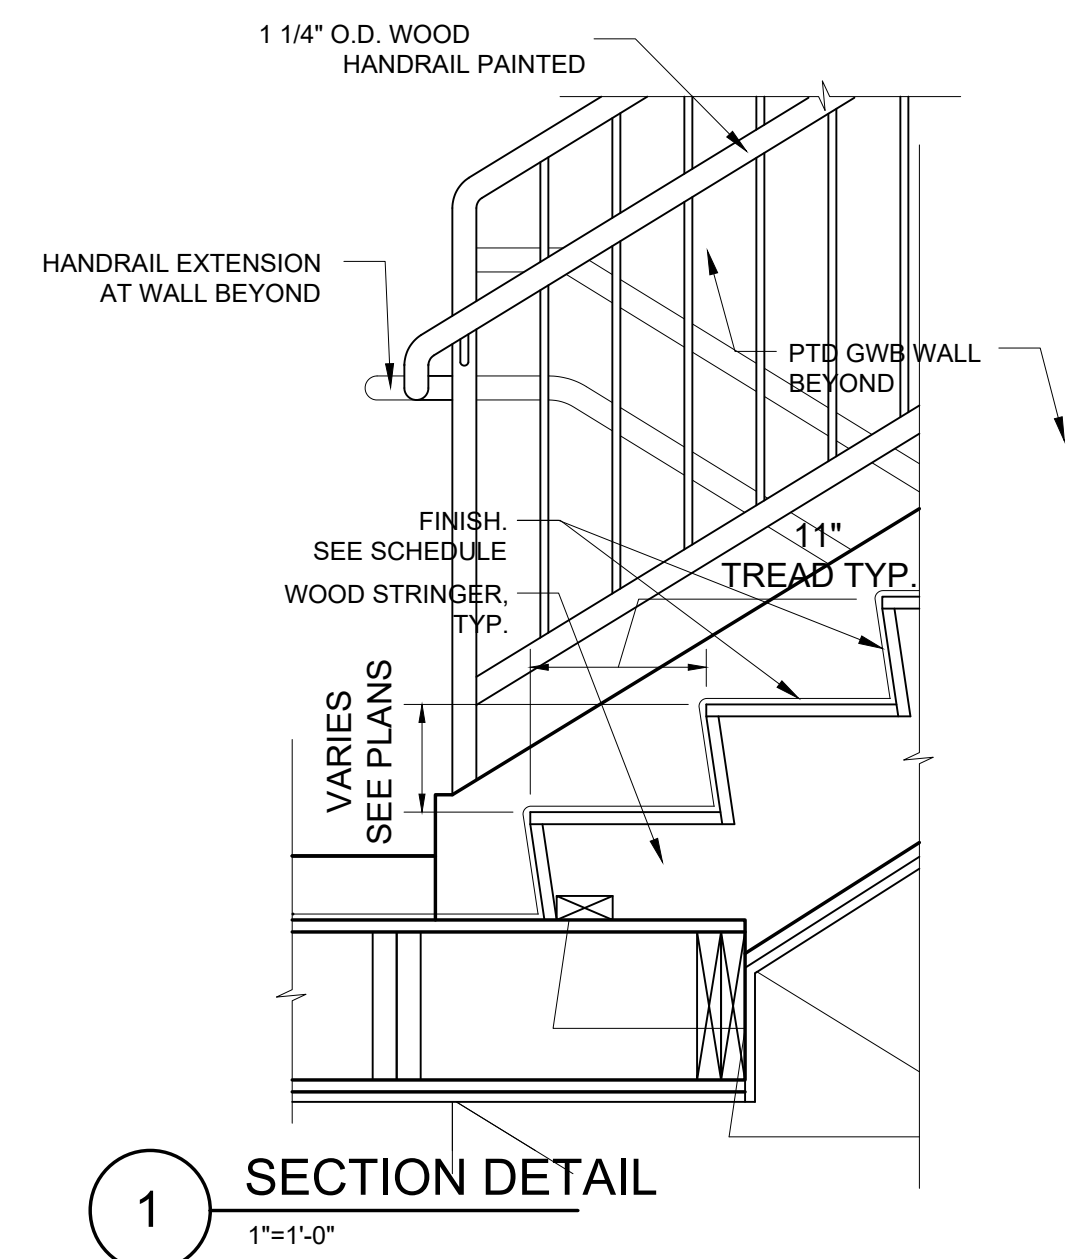 1 1/4" O.D. WOOD
HANDRAIL PAINTED
HANDRAIL EXTENSION
AT WALL BEYOND
PTD GWB WALL
BEYOND
FINISH.
SEE SCHEDULE
11"
TREAD TYP.
WOOD STRINGER,
TYP.
VARIES
SEE PLANS
1
SECTION DETAIL
1"=1'-0"